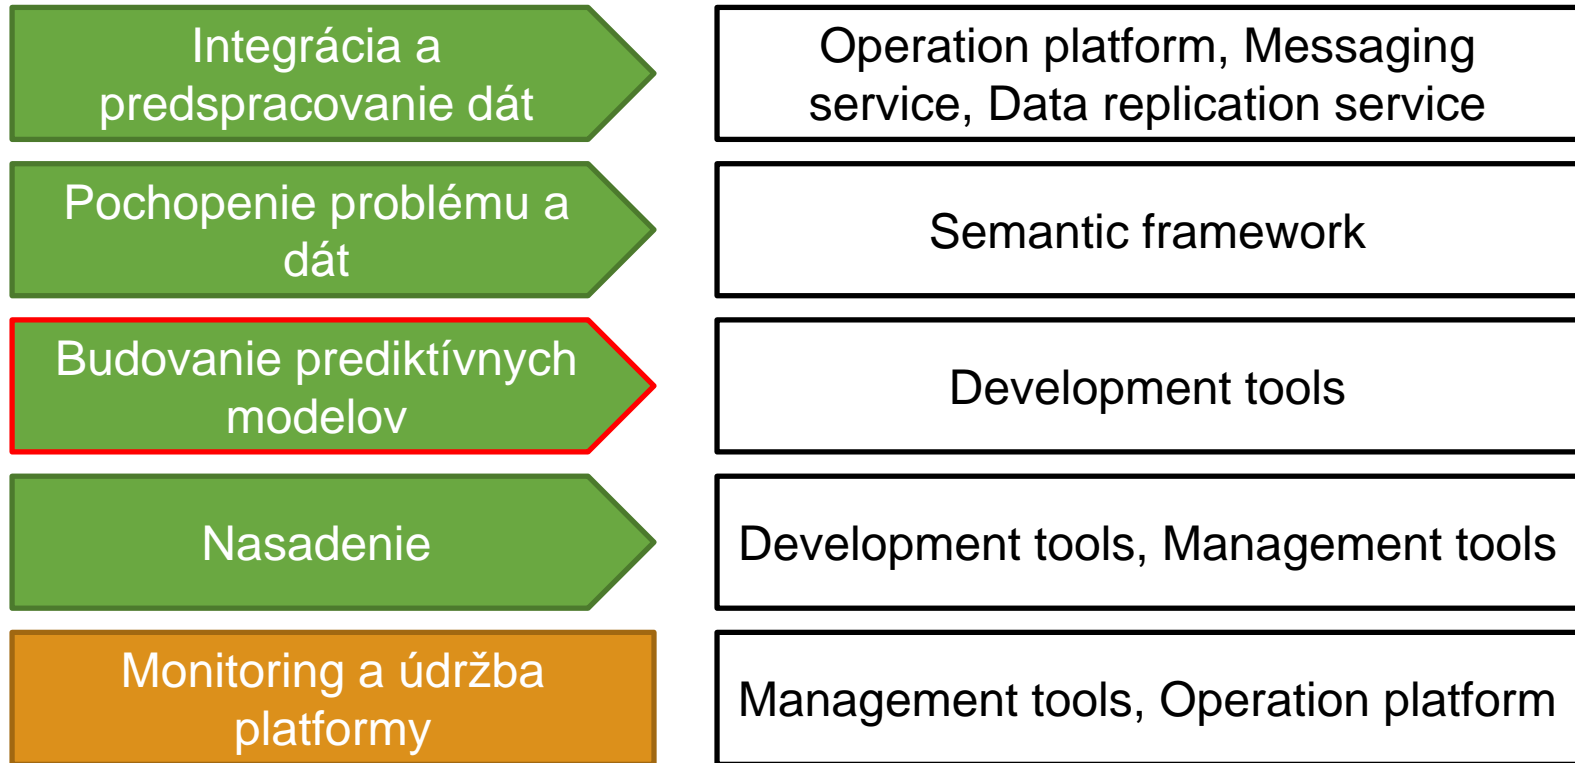 Integrácia a
predspracovanie dát
Operation platform, Messaging
service, Data replication service
Pochopenie problému a
dát
Semantic framework
Budovanie prediktívnych
modelov
Development tools
Nasadenie
Development tools, Management tools
Monitoring a údržba
platformy
Management tools, Operation platform